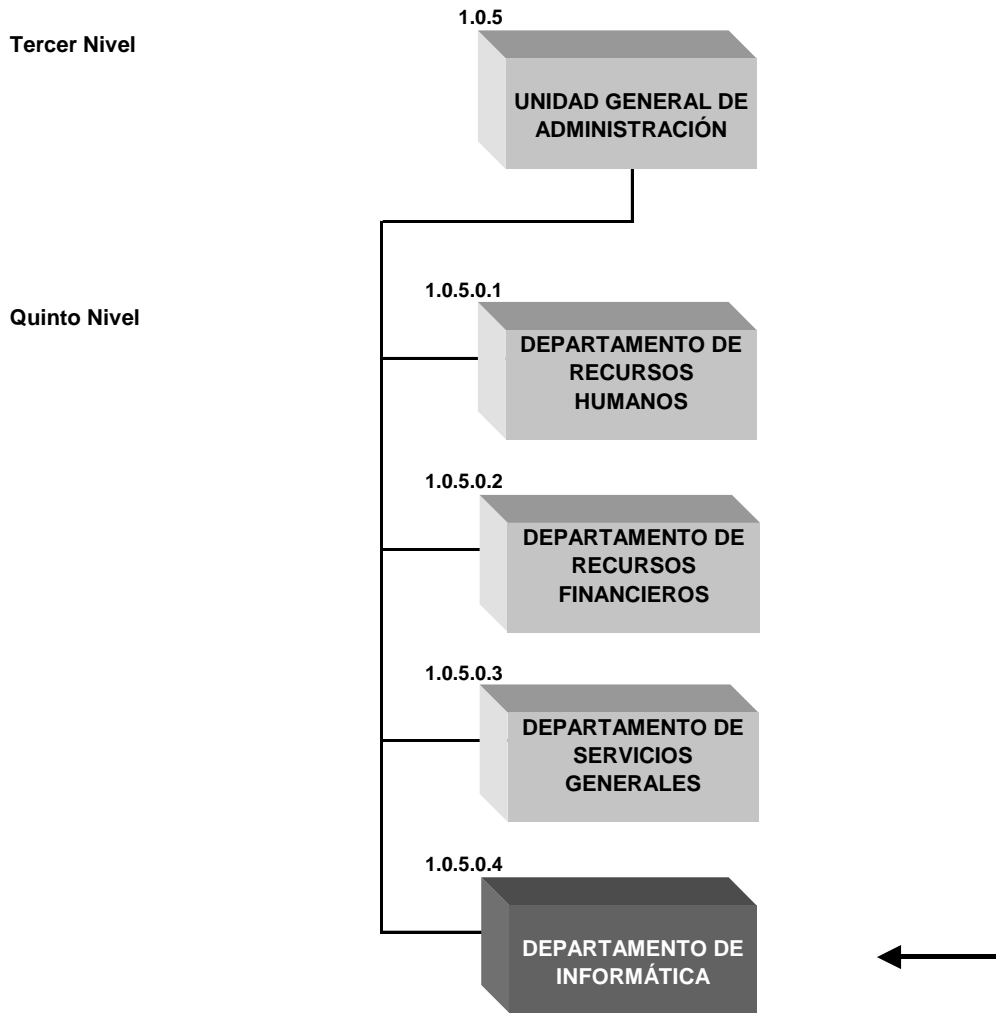 1.0.5
Tercer Nivel
UNIDAD GENERAL DE
ADMINISTRACIÓN
1.0.5.0.1
Quinto Nivel
DEPARTAMENTO DE
RECURSOS
HUMANOS
1.0.5.0.2
DEPARTAMENTO DE
RECURSOS
FINANCIEROS
1.0.5.0.3
DEPARTAMENTO DE
SERVICIOS
GENERALES
1.0.5.0.4
DEPARTAMENTO DE
INFORMÁTICA